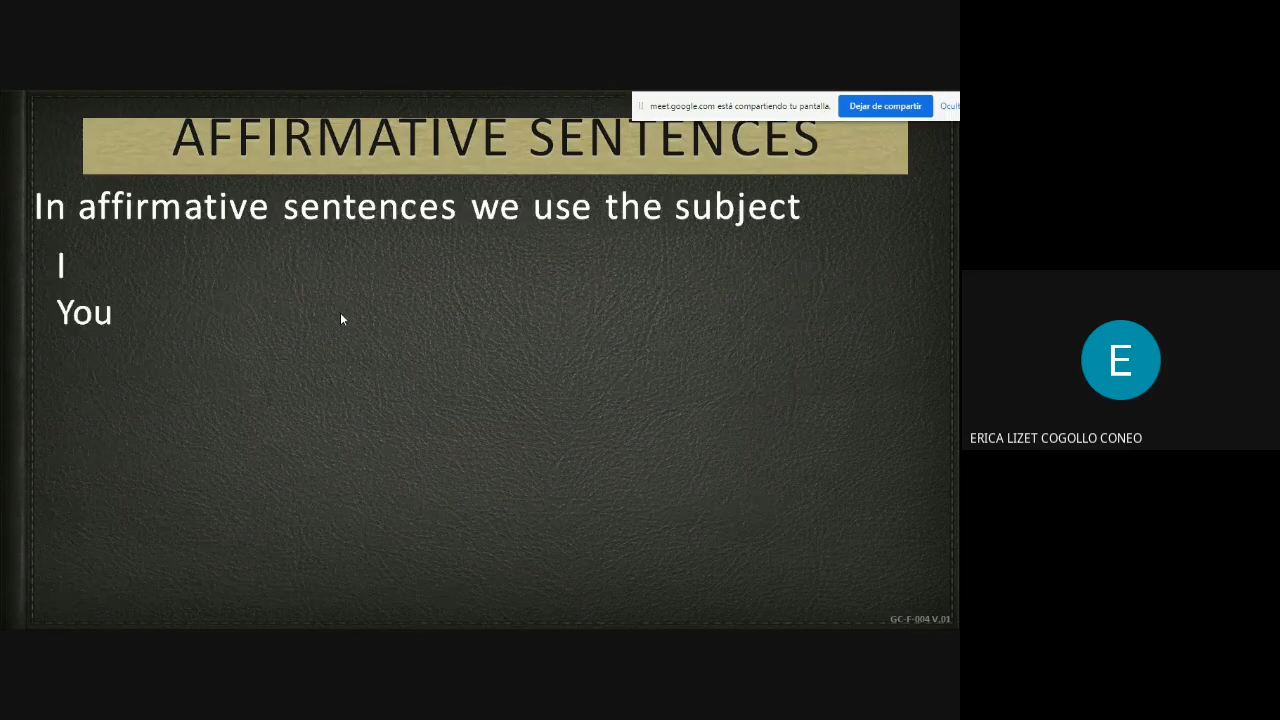 meet.google.com está compartiendo tu pantalla.
Dejar de compartir
Ocult
AFFIRMATIVE SENTENCES
In affirmative sentences we use the subject
I
You
E
ERICA LIZET COGOLLO CONEO
GC-F-004 V.01